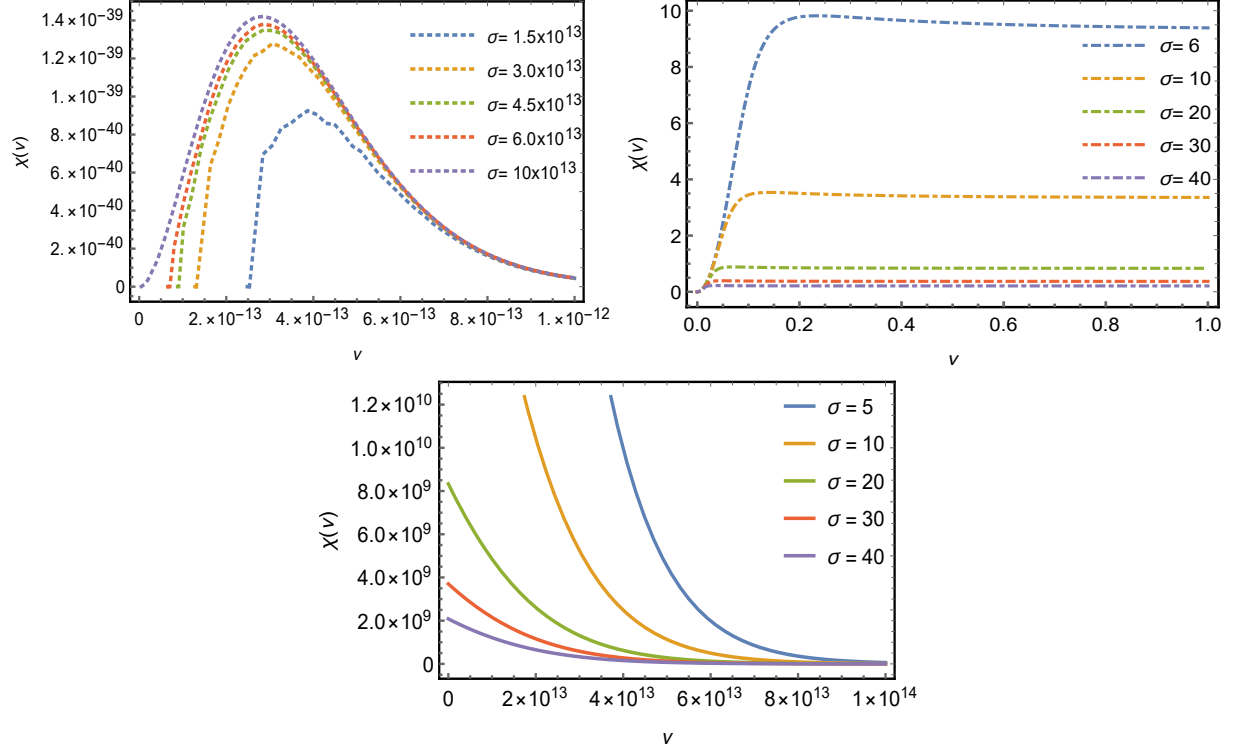 1.4×10⁻³⁹
1.2×10⁻³⁹
1.×10⁻³⁹
8.×10⁻⁴⁰
6.×10⁻⁴⁰
4.×10⁻⁴⁰
2.×10⁻⁴⁰
0
χ(ν)
σ= 1.5x10¹³
σ= 3.0x10¹³
σ= 4.5x10¹³
σ= 6.0x10¹³
σ= 10x10¹³
0 2.×10⁻¹³ 4.×10⁻¹³ 6.×10⁻¹³ 8.×10⁻¹³ 1.×10⁻¹²
ν
10
8
6
4
2
0
χ(ν)
σ= 6
σ= 10
σ= 20
σ= 30
σ= 40
0.0 0.2 0.4 0.6 0.8 1.0
ν
1.2×10¹⁰
1.0×10¹⁰
8.0×10⁹
6.0×10⁹
4.0×10⁹
2.0×10⁹
0
χ(ν)
σ = 5
σ = 10
σ = 20
σ = 30
σ = 40
0 2×10¹³ 4×10¹³ 6×10¹³ 8×10¹³ 1×10¹⁴
ν